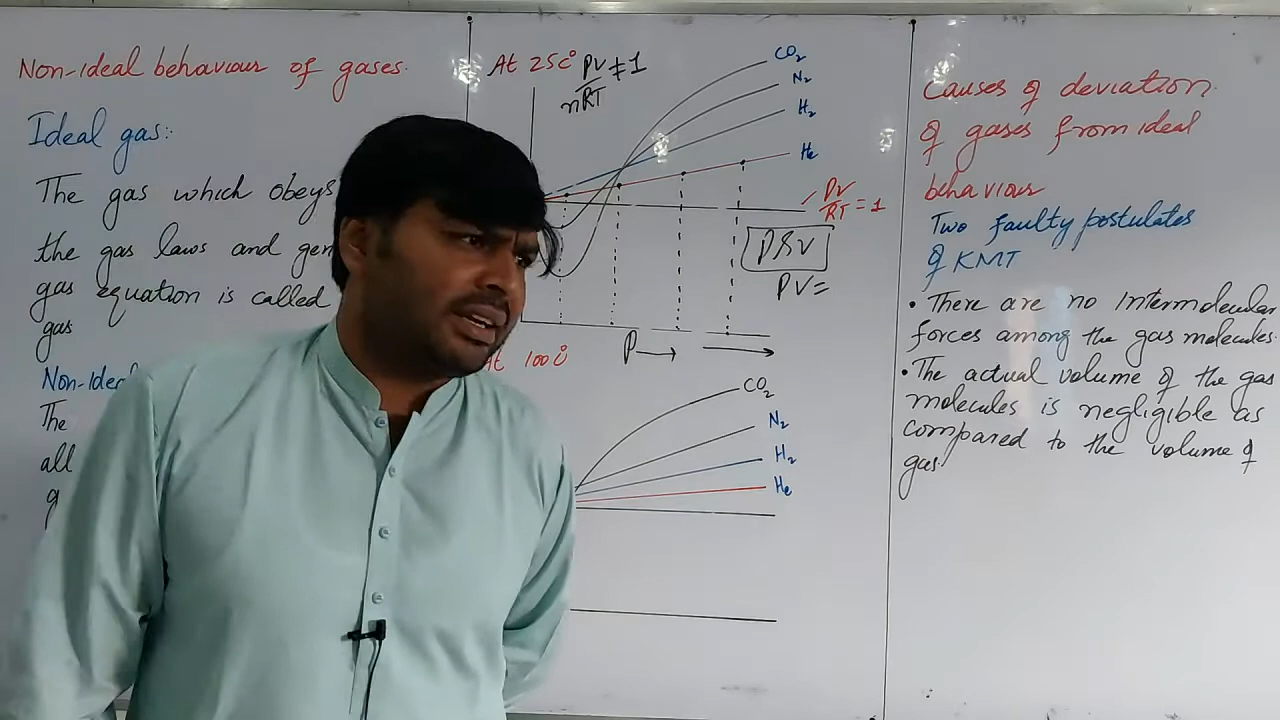 Non-ideal behaviour of gases.
Ideal gas:-
The gas which obeys
the gas laws and gen
gas equation is called
gas
Non-Ideal
The
all
g
At 25C°
PV/nRT ≠ 1
CO2
N2
H2
He
PV/RT = 1
PV=
P→
At 100C°
CO2
N2
H2
He
Causes of deviation
of gases from ideal
behaviour
Two faulty postulates
of KMT
• There are no Intermolecular
forces among the gas molecules.
• The actual volume of the gas
molecules is negligible as
compared to the volume of
gas.